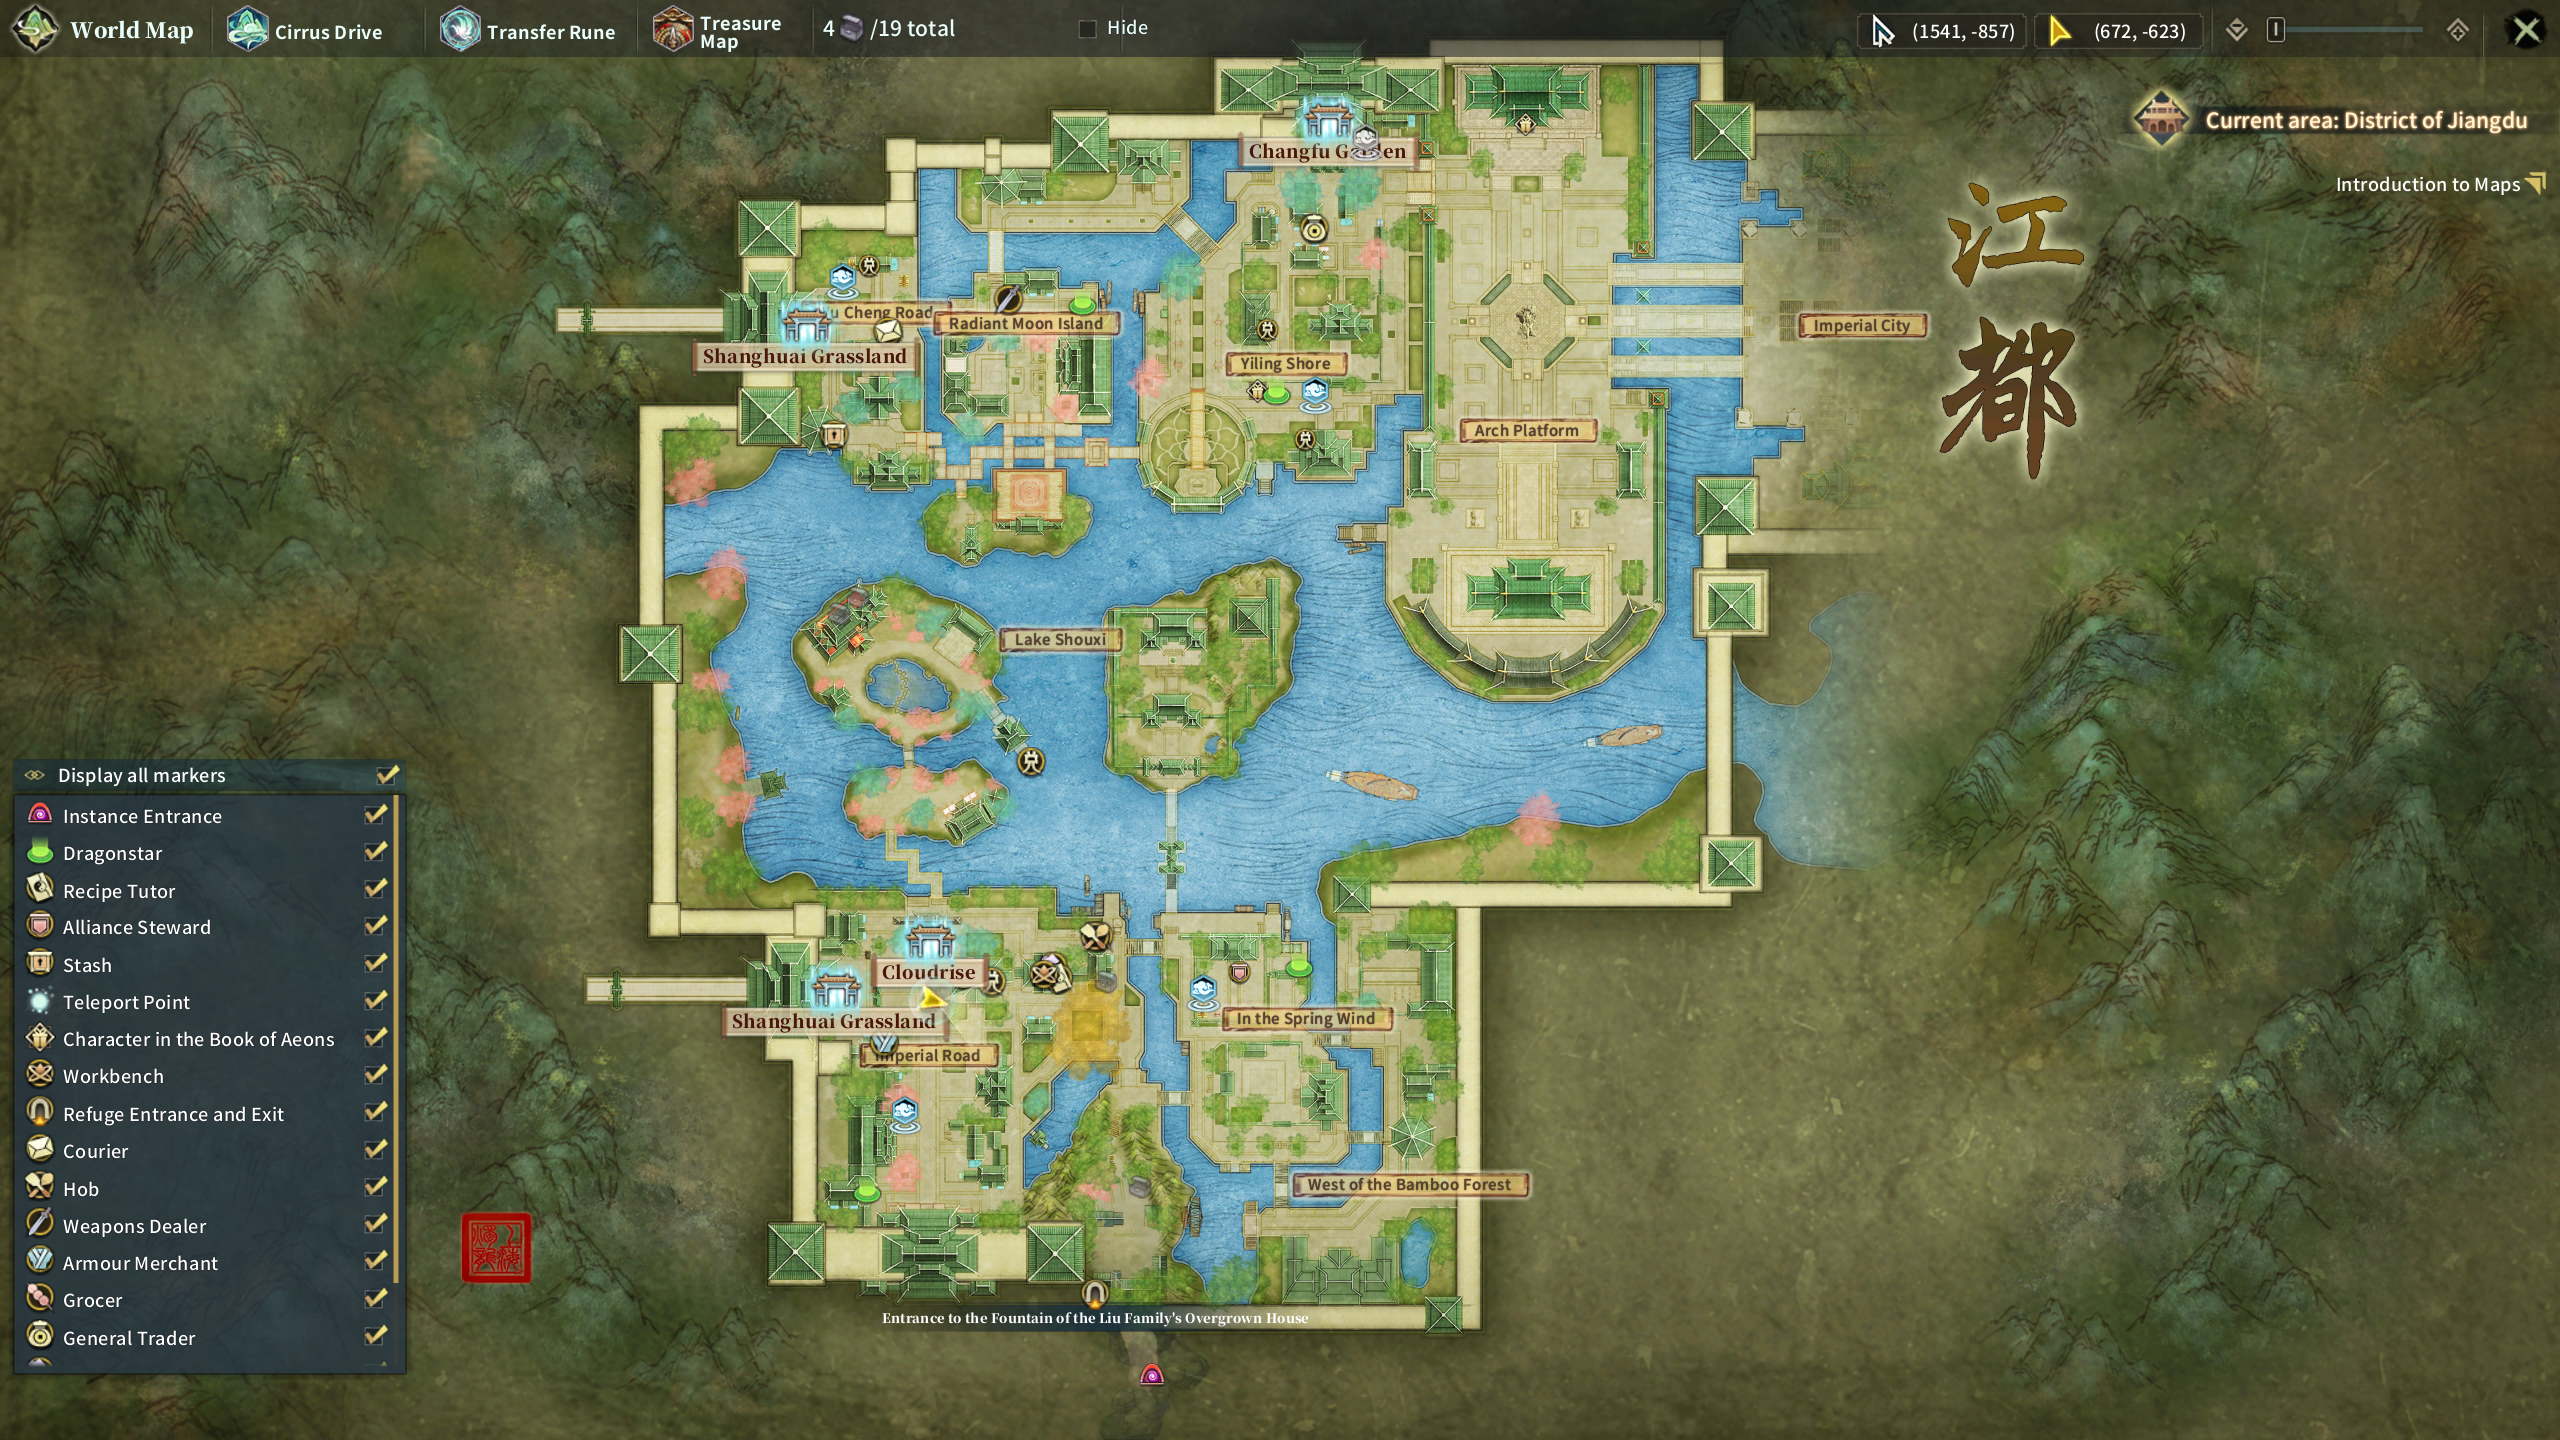 World Map
Cirrus Drive
Transfer Rune
Treasure
Map
4 /19 total
Hide
(1541, -857)
(672, -623)
Current area: District of Jiangdu
Introduction to Maps
江都
Changfu
Cheng Road
Radiant Moon Island
Shanghuai Grassland
Yiling Shore
Imperial City
Arch Platform
Lake Shouxi
Cloudrise
Shanghuai Grassland
In the Spring Wind
Imperial Road
West of the Bamboo Forest
Entrance to the Fountain of the Liu Family's Overgrown House
Display all markers
Instance Entrance
Dragonstar
Recipe Tutor
Alliance Steward
Stash
Teleport Point
Character in the Book of Aeons
Workbench
Refuge Entrance and Exit
Courier
Hob
Weapons Dealer
Armour Merchant
Grocer
General Trader